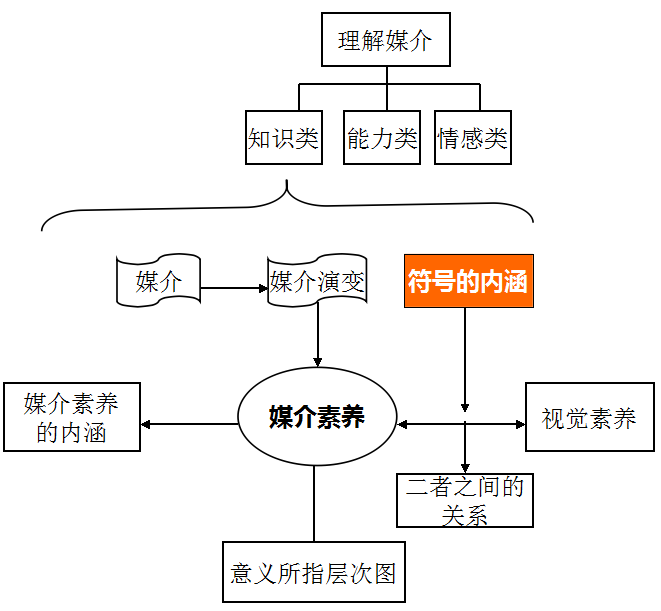 理解媒介
知识类
能力类
情感类
媒介
媒介演变
符号的内涵
媒介素养
的内涵
媒介素养
视觉素养
二者之间的
关系
意义所指层次图